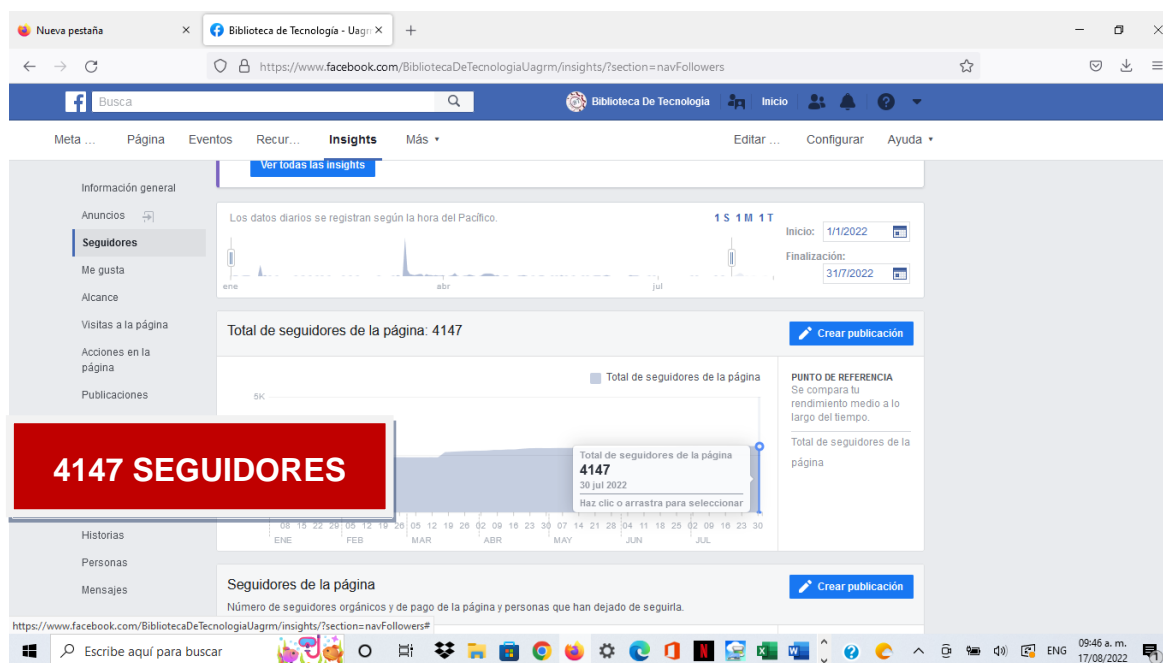 Nueva pestaña
Biblioteca de Tecnología - Uagr
https://www.facebook.com/BibliotecaDeTecnologiaUagrm/insights/?section=navFollowers
Busca
Biblioteca De Tecnología
Inicio
Meta ...
Página
Eventos
Recur...
Insights
Más
Editar ...
Configurar
Ayuda
Ver todas las insights
Información general
Anuncios
Seguidores
Me gusta
Alcance
Visitas a la página
Acciones en la
página
Publicaciones
Historias
Personas
Mensajes
Los datos diarios se registran según la hora del Pacífico.
1 S 1 M 1 T
Inicio: 1/1/2022
Finalización:
31/7/2022
ene abr jul
Total de seguidores de la página: 4147
Crear publicación
Total de seguidores de la página
5K
PUNTO DE REFERENCIA
Se compara tu
rendimiento medio a lo
largo del tiempo.
Total de seguidores de la
página
4147 SEGUIDORES
Total de seguidores de la página
4147
30 jul 2022
Haz clic o arrastra para seleccionar
08 15 22 29 05 12 19 26 05 12 19 26 02 09 16 23 30 07 14 21 28 04 11 18 25 02 09 16 23 30
ENE FEB MAR ABR MAY JUN JUL
Seguidores de la página
Crear publicación
Número de seguidores orgánicos y de pago de la página y personas que han dejado de seguirla.
https://www.facebook.com/BibliotecaDeTecnologiaUagrm/insights/?section=navFollowers#
Escribe aquí para buscar
ENG
09:46 a. m.
17/08/2022